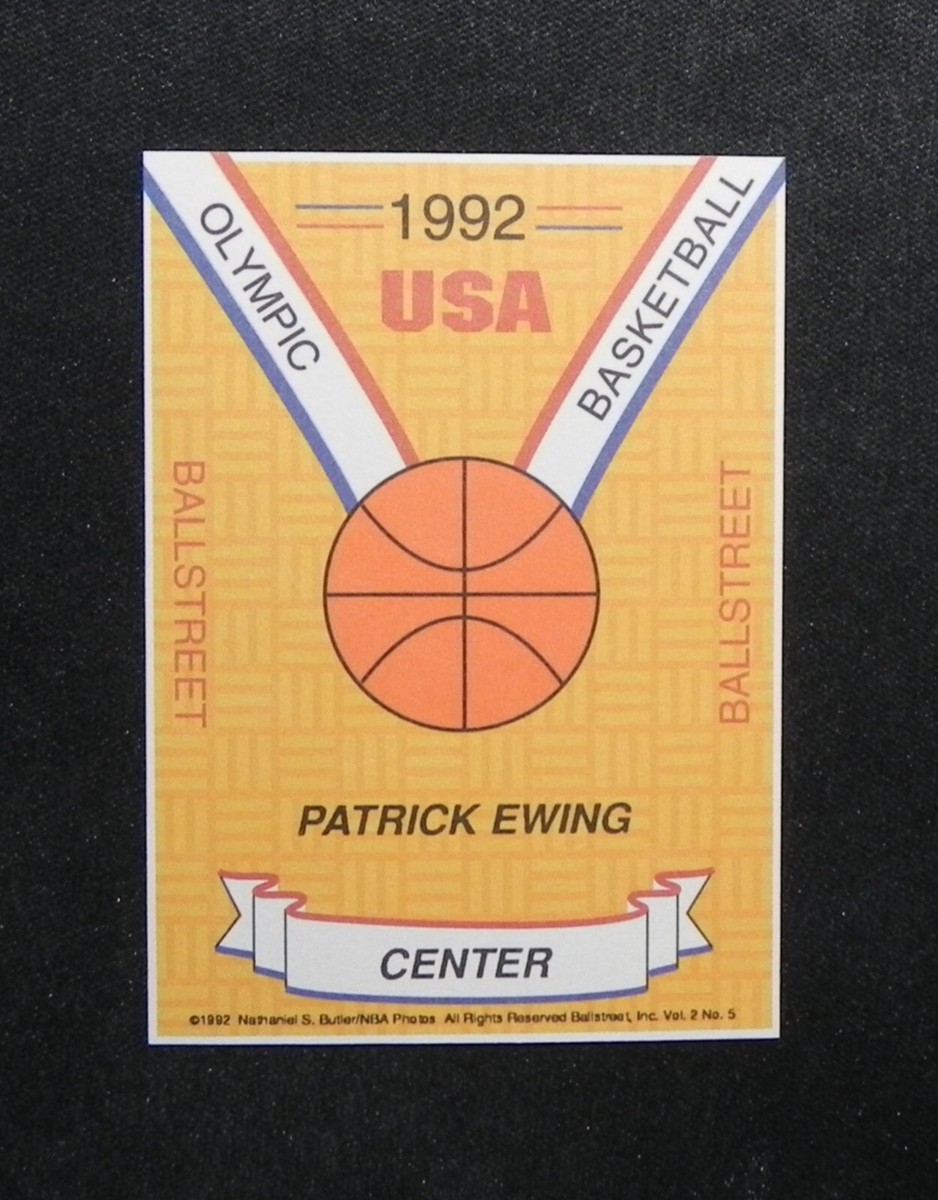 1992
USA
OLYMPIC
BASKETBALL
BALLSTREET
BALLSTREET
PATRICK EWING
CENTER
©1992 Nathaniel S. Butler/NBA Photos All Rights Reserved Ballstreet, Inc. Vol. 2 No. 5